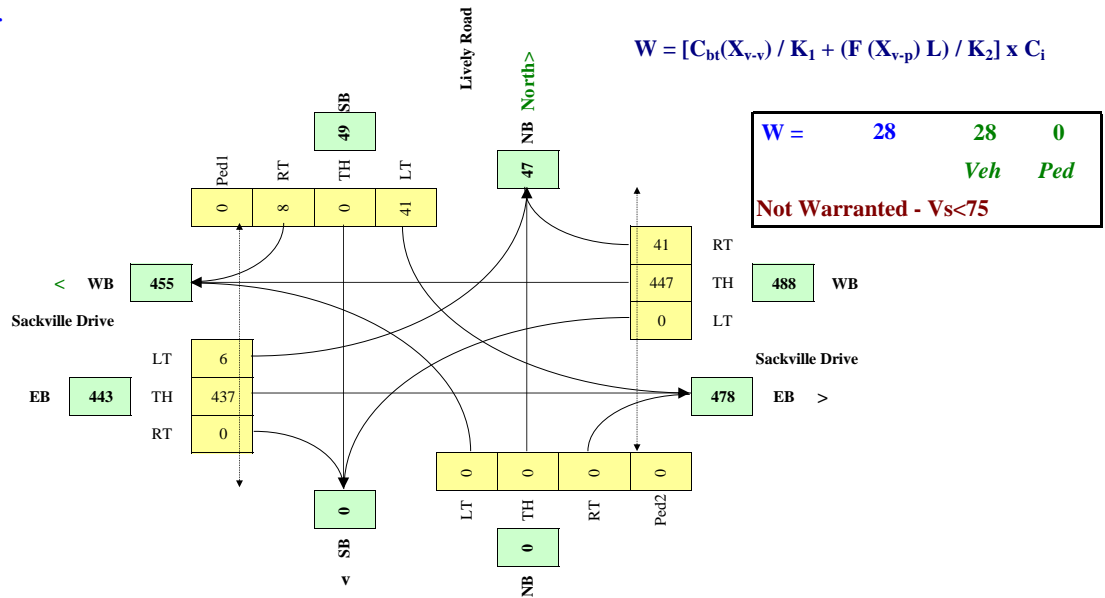 W = [Cbt(Xv-v) / K1 + (F (Xv-p) L) / K2] x Ci
Lively Road
North>
W = 28 28 0
Veh Ped
Not Warranted - Vs<75
SB
49
NB
47
Ped1 RT TH LT
0 8 0 41
41 RT
< WB 455
447 TH 488 WB
0 LT
Sackville Drive
Sackville Drive
LT 6
EB 443 TH 437
478 EB >
RT 0
0 0 0 0
LT TH RT Ped2
0
SB
v
0
NB